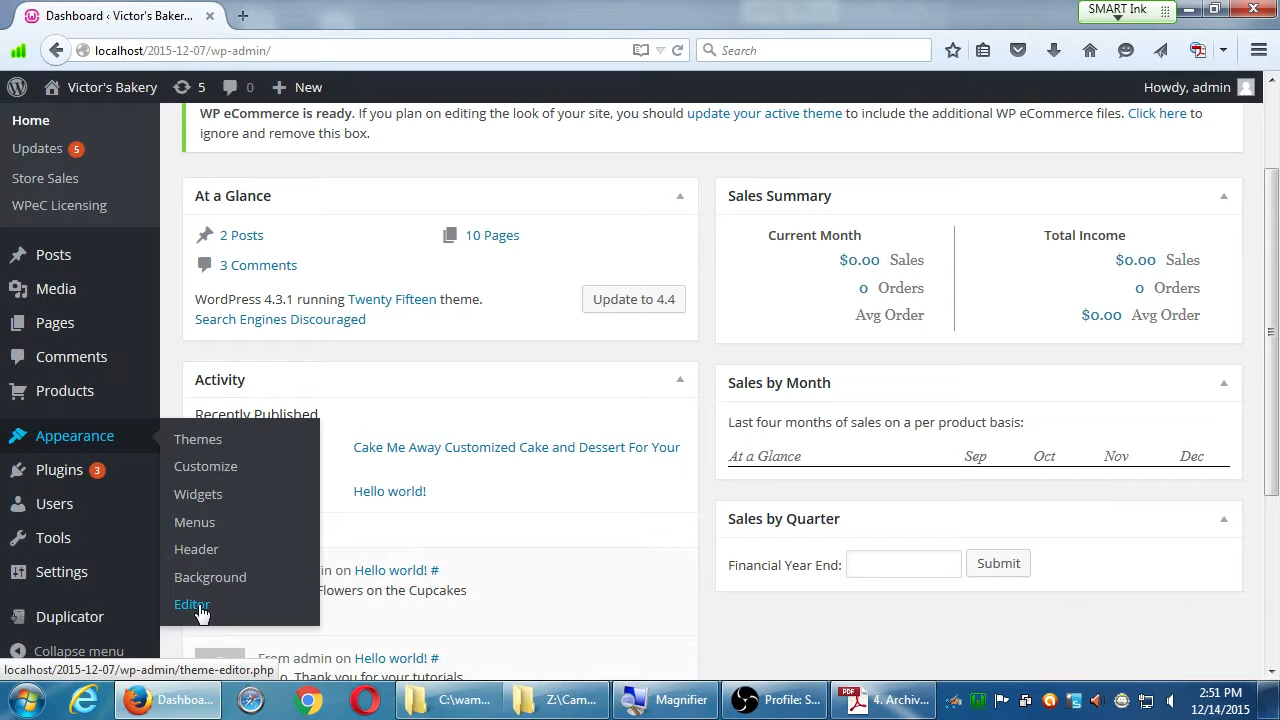 Dashboard ‹ Victor's Bakery...
SMART Ink
localhost/2015-12-07/wp-admin/
Search
Victor's Bakery
5
0
New
Howdy, admin
Home
Updates 5
Store Sales
WPeC Licensing
Posts
Media
Pages
Comments
Products
Appearance
Plugins 3
Users
Tools
Settings
Duplicator
Collapse menu
Themes
Customize
Widgets
Menus
Header
Background
Editor
WP eCommerce is ready. If you plan on editing the look of your site, you should update your active theme to include the additional WP eCommerce files. Click here to
ignore and remove this box.
At a Glance
2 Posts
10 Pages
3 Comments
WordPress 4.3.1 running Twenty Fifteen theme.
Update to 4.4
Search Engines Discouraged
Activity
Recently Published
Cake Me Away Customized Cake and Dessert For Your
Hello world!
on Hello world! #
Flowers on the Cupcakes
From admin on Hello world! #
Thank you for your tutorials
Sales Summary
Current Month
Total Income
$0.00 Sales
$0.00 Sales
0 Orders
0 Orders
Avg Order
$0.00 Avg Order
Sales by Month
Last four months of sales on a per product basis:
At a Glance Sep Oct Nov Dec
Sales by Quarter
Financial Year End:
Submit
localhost/2015-12-07/wp-admin/theme-editor.php
Dashboa...
C:\wam...
Z:\Cam...
Magnifier
Profile: S...
PDF
4. Archiv...
2:51 PM
12/14/2015